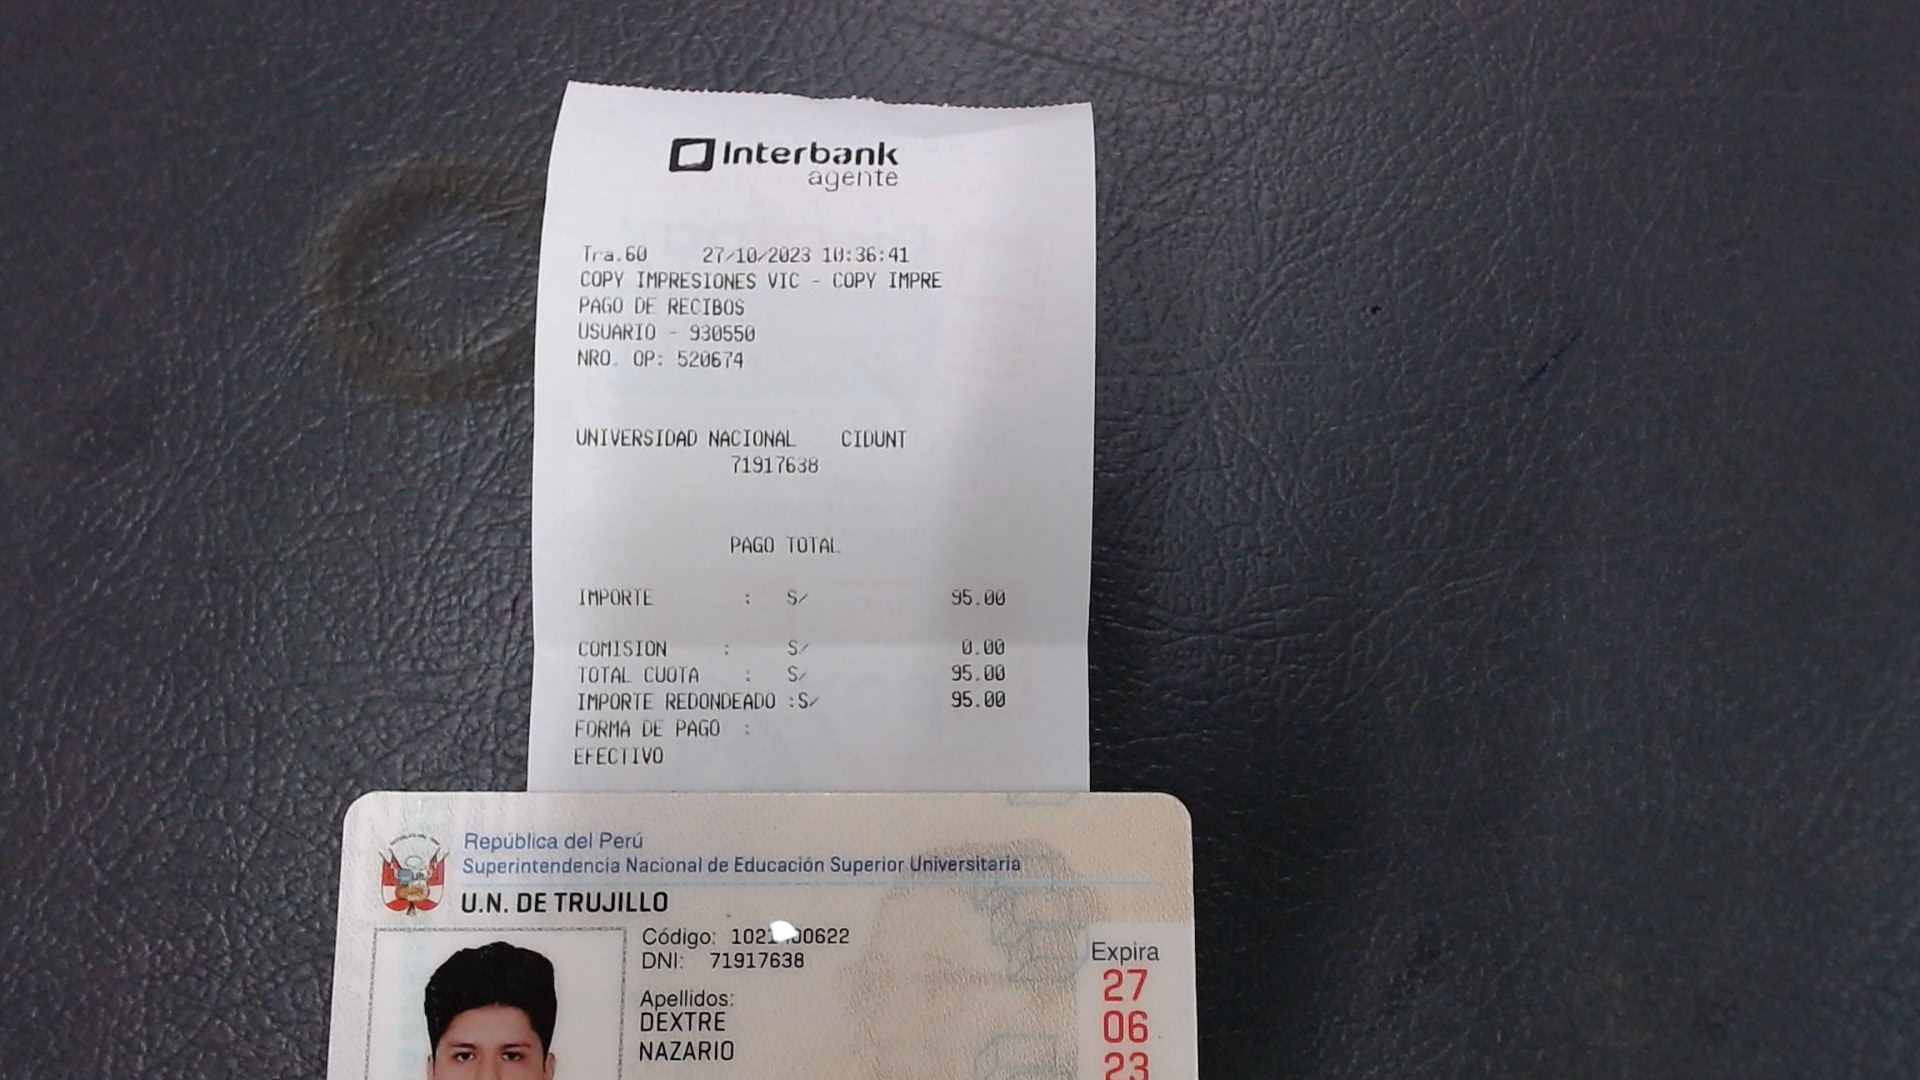 Interbank
agente
Tra.60 27/10/2023 10:36:41
COPY IMPRESIONES VIC - COPY IMPRE
PAGO DE RECIBOS
USUARIO - 930550
NRO. OP: 520674
UNIVERSIDAD NACIONAL CIDUNT
71917638
PAGO TOTAL
IMPORTE : S/ 95.00
COMISION : S/ 0.00
TOTAL CUOTA : S/ 95.00
IMPORTE REDONDEADO :S/ 95.00
FORMA DE PAGO :
EFECTIVO
República del Perú
Superintendencia Nacional de Educación Superior Universitaria
U.N. DE TRUJILLO
Código:
DNI: 71917638
Apellidos:
DEXTRE
NAZARIO
Expira
27
06
23